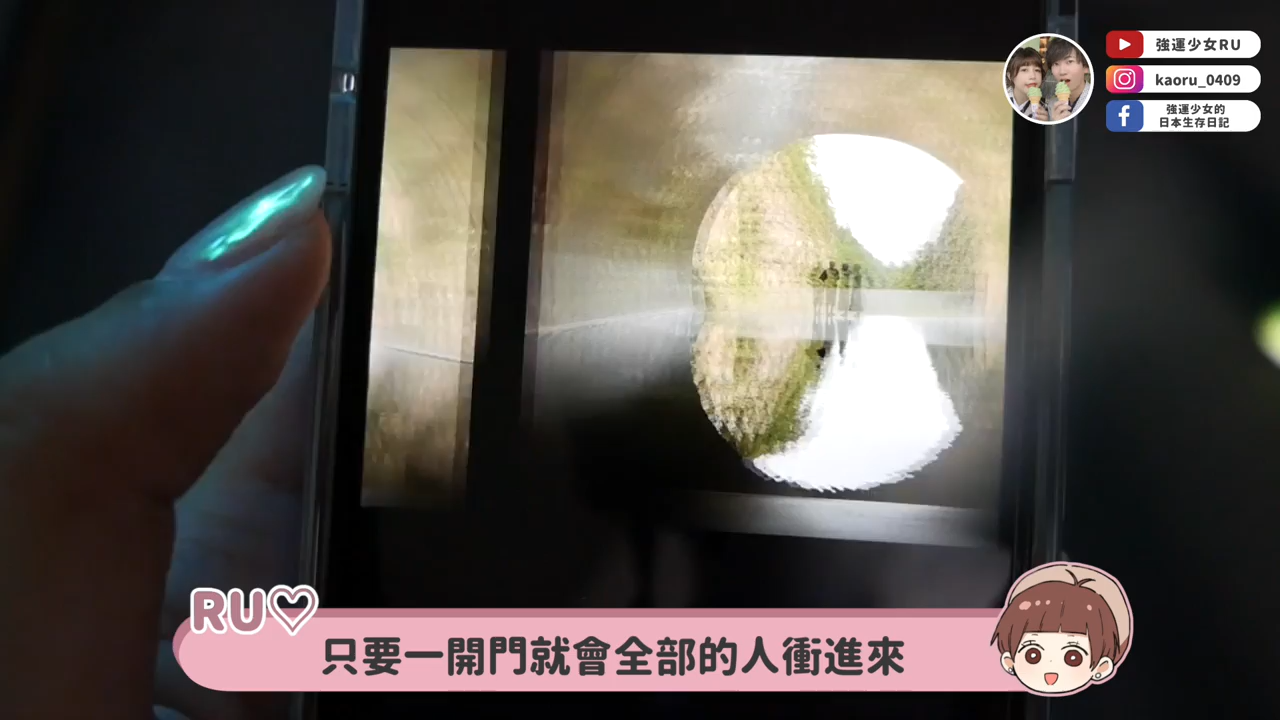 強運少女RU
kaoru_0409
強運少女的
日本生存日記
RU
只要一開門就會全部的人衝進來